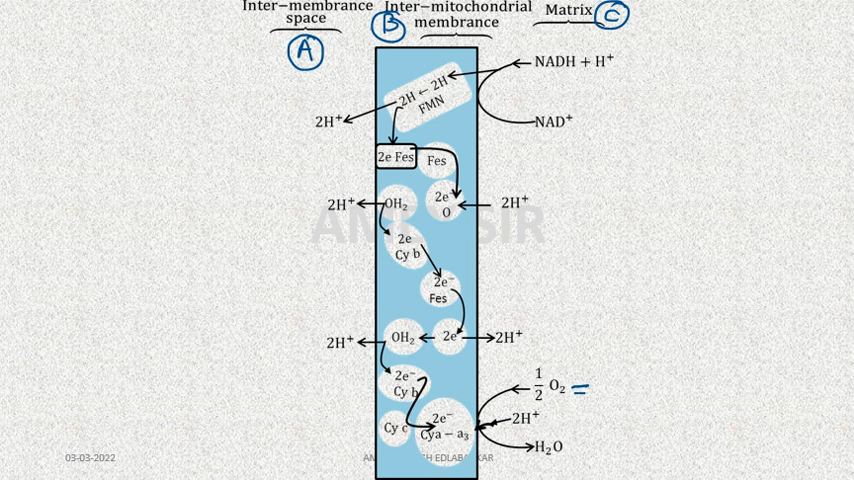 Inter−membrance space
Inter−mitochondrial membrance
Matrix
A
B
C
NADH + H⁺
2H ← 2H
FMN
2H⁺
NAD⁺
2e Fes
Fes
2H⁺
OH₂
2e⁻
O
2H⁺
2e
Cy b
2e⁻
Fes
2H⁺
OH₂
2e
2H⁺
2e⁻
Cy b
1/2 O₂
Cy c
2e⁻
Cya − a₃
2H⁺
H₂O
SIR
03-03-2022